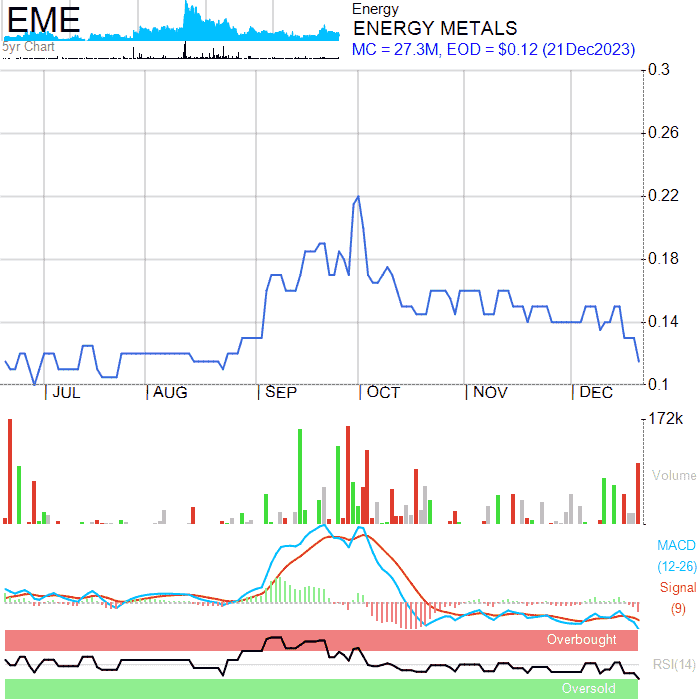 EME
5yr Chart
Energy
ENERGY METALS
MC = 27.3M, EOD = $0.12 (21Dec2023)
0.3
0.26
0.22
0.18
0.14
0.1
JUL AUG SEP OCT NOV DEC
172k
Volume
MACD
(12-26)
Signal
(9)
Overbought
RSI(14)
Oversold